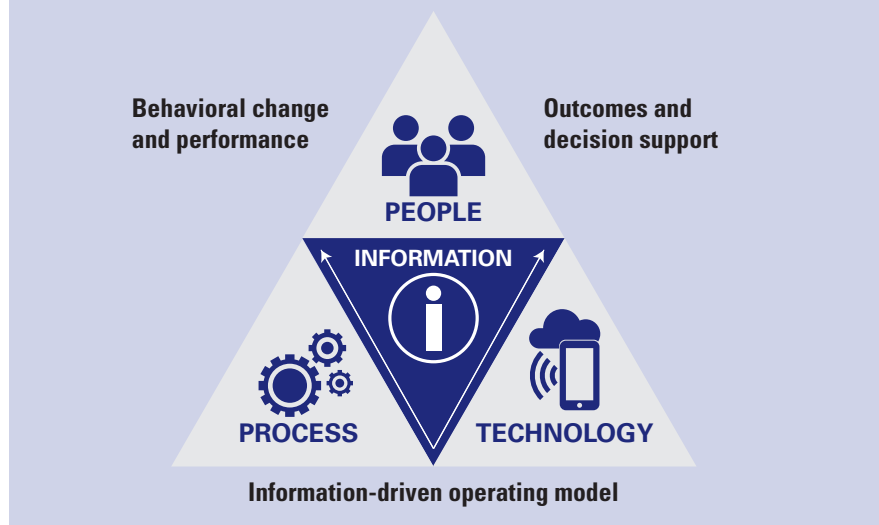 Behavioral change
and performance
Outcomes and
decision support
PEOPLE
INFORMATION
PROCESS
TECHNOLOGY
Information-driven operating model